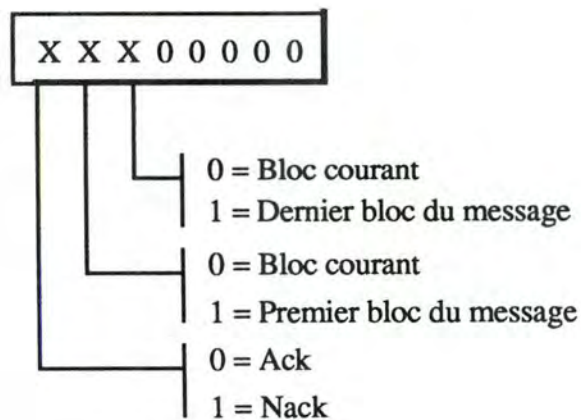 X X X 0 0 0 0 0
0 = Bloc courant
1 = Dernier bloc du message
0 = Bloc courant
1 = Premier bloc du message
0 = Ack
1 = Nack